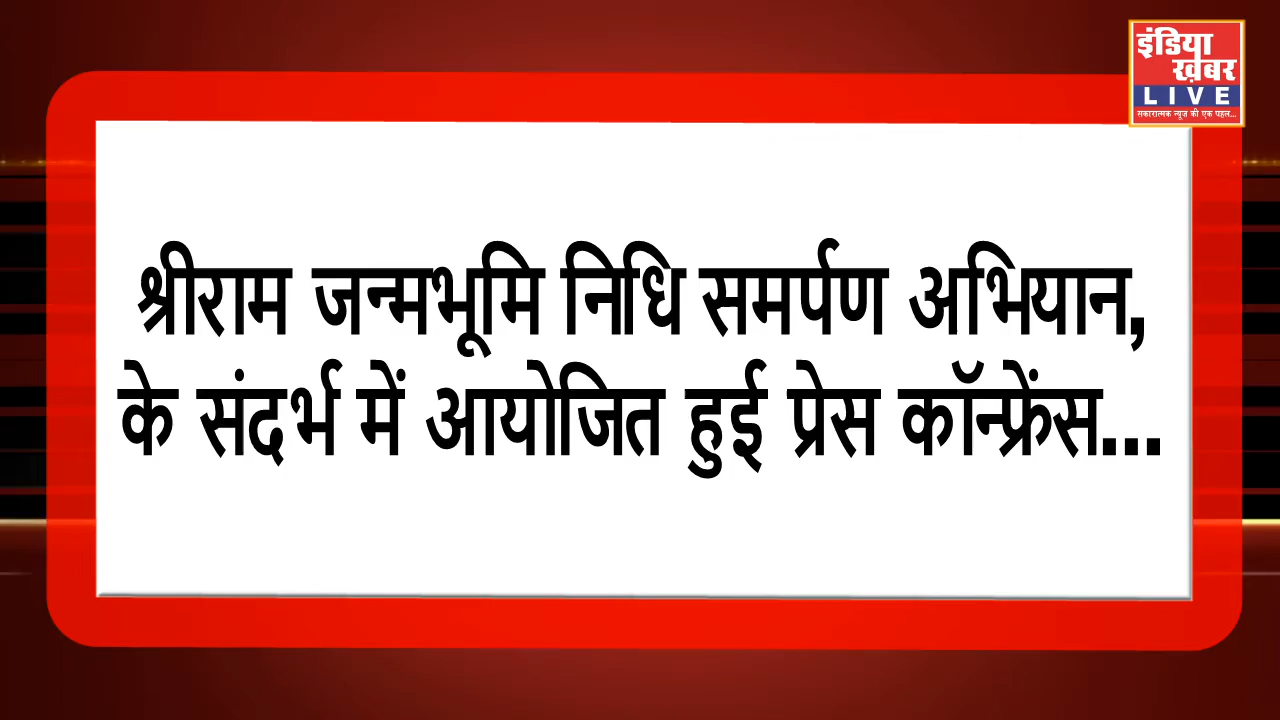 इंडिया
ख़बर
LIVE
सकारात्मक न्यूज़ की एक पहल...
श्रीराम जन्मभूमि निधि समर्पण अभियान,
के संदर्भ में आयोजित हुई प्रेस कॉन्फ्रेंस...